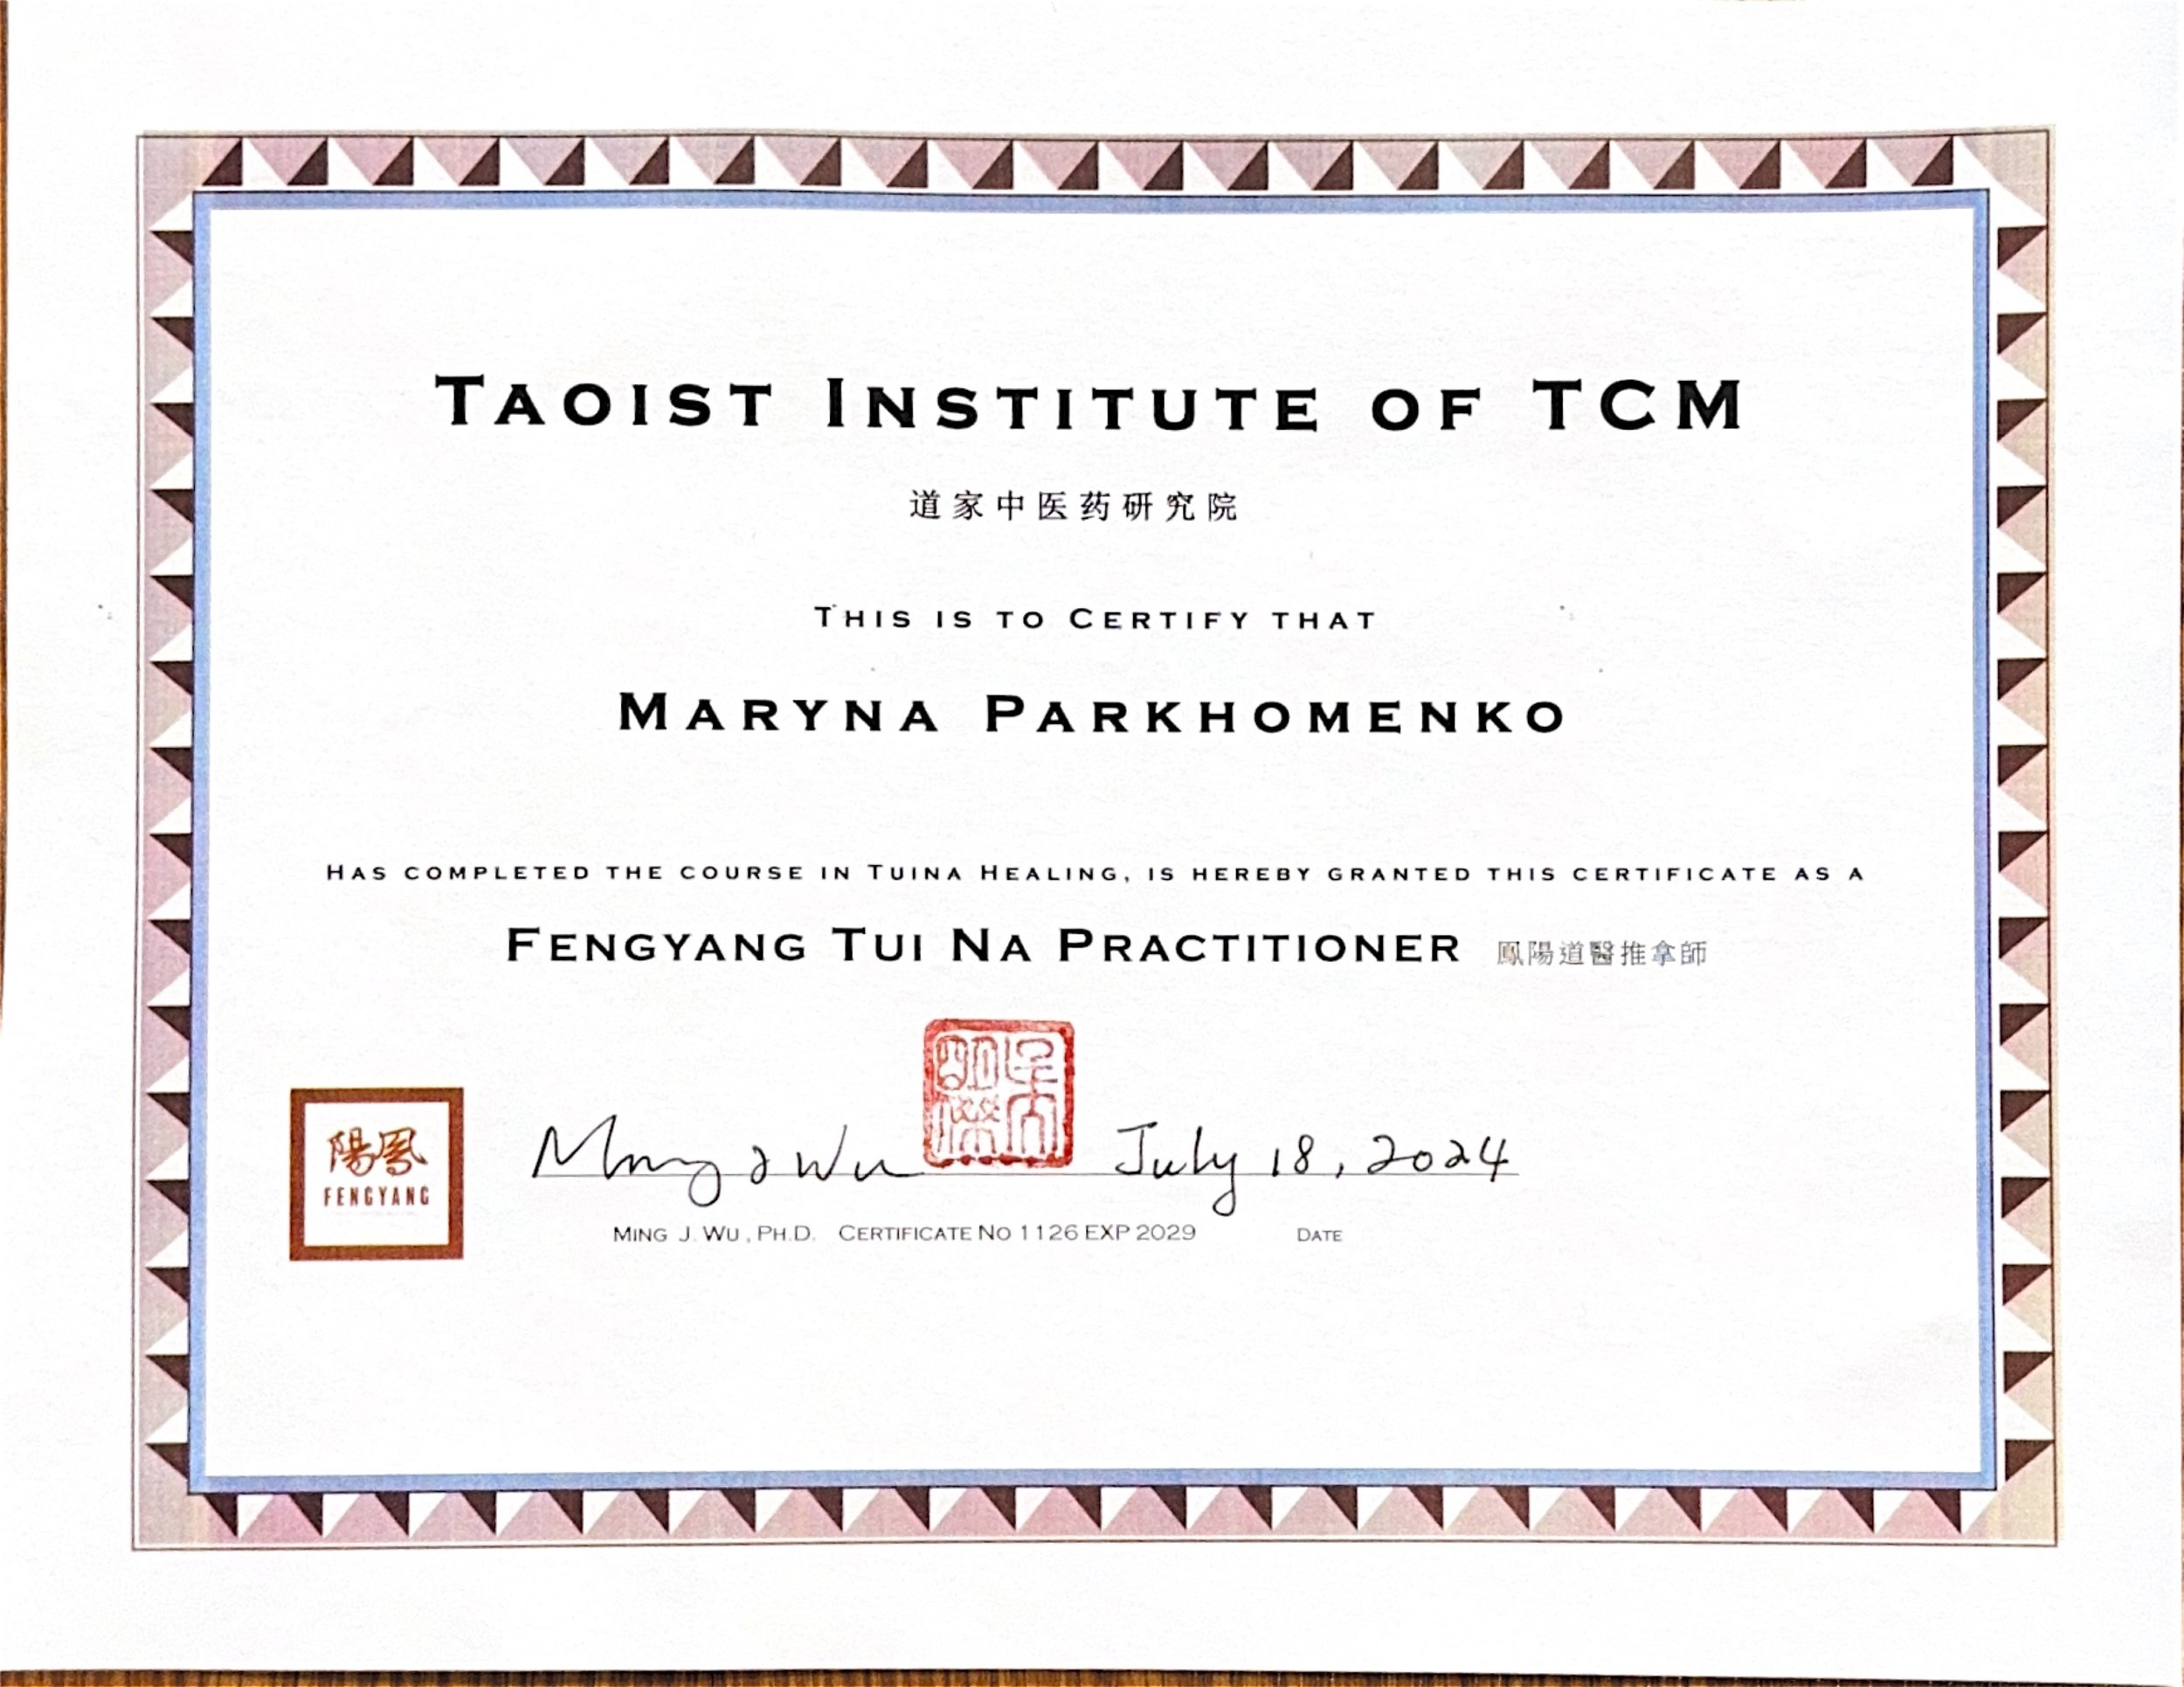 TAOIST INSTITUTE OF TCM
道家中医药研究院
THIS IS TO CERTIFY THAT
MARYNA PARKHOMENKO
HAS COMPLETED THE COURSE IN TUINA HEALING, IS HEREBY GRANTED THIS CERTIFICATE AS A
FENGYANG TUI NA PRACTITIONER 鳳陽道醫推拿師
陽鳳
FENGYANG
Ming J Wu July 18, 2024
MING J. WU, PH.D. CERTIFICATE NO 1126 EXP 2029 DATE